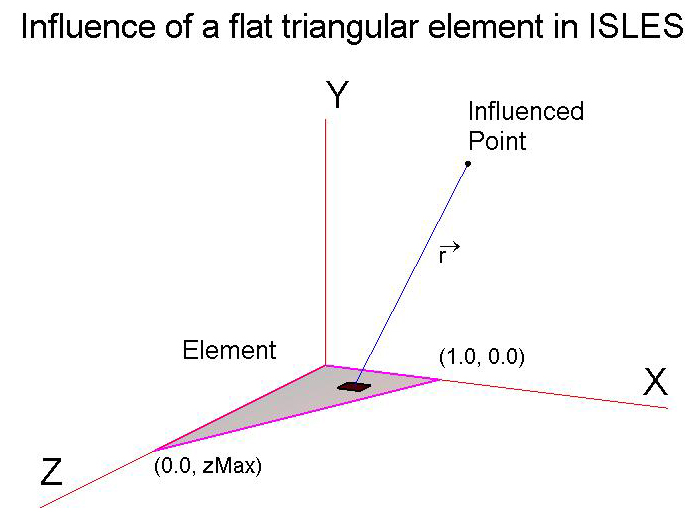 Influence of a flat triangular element in ISLES
Y
Influenced
Point
r
Element
(1.0, 0.0)
X
Z
(0.0, zMax)